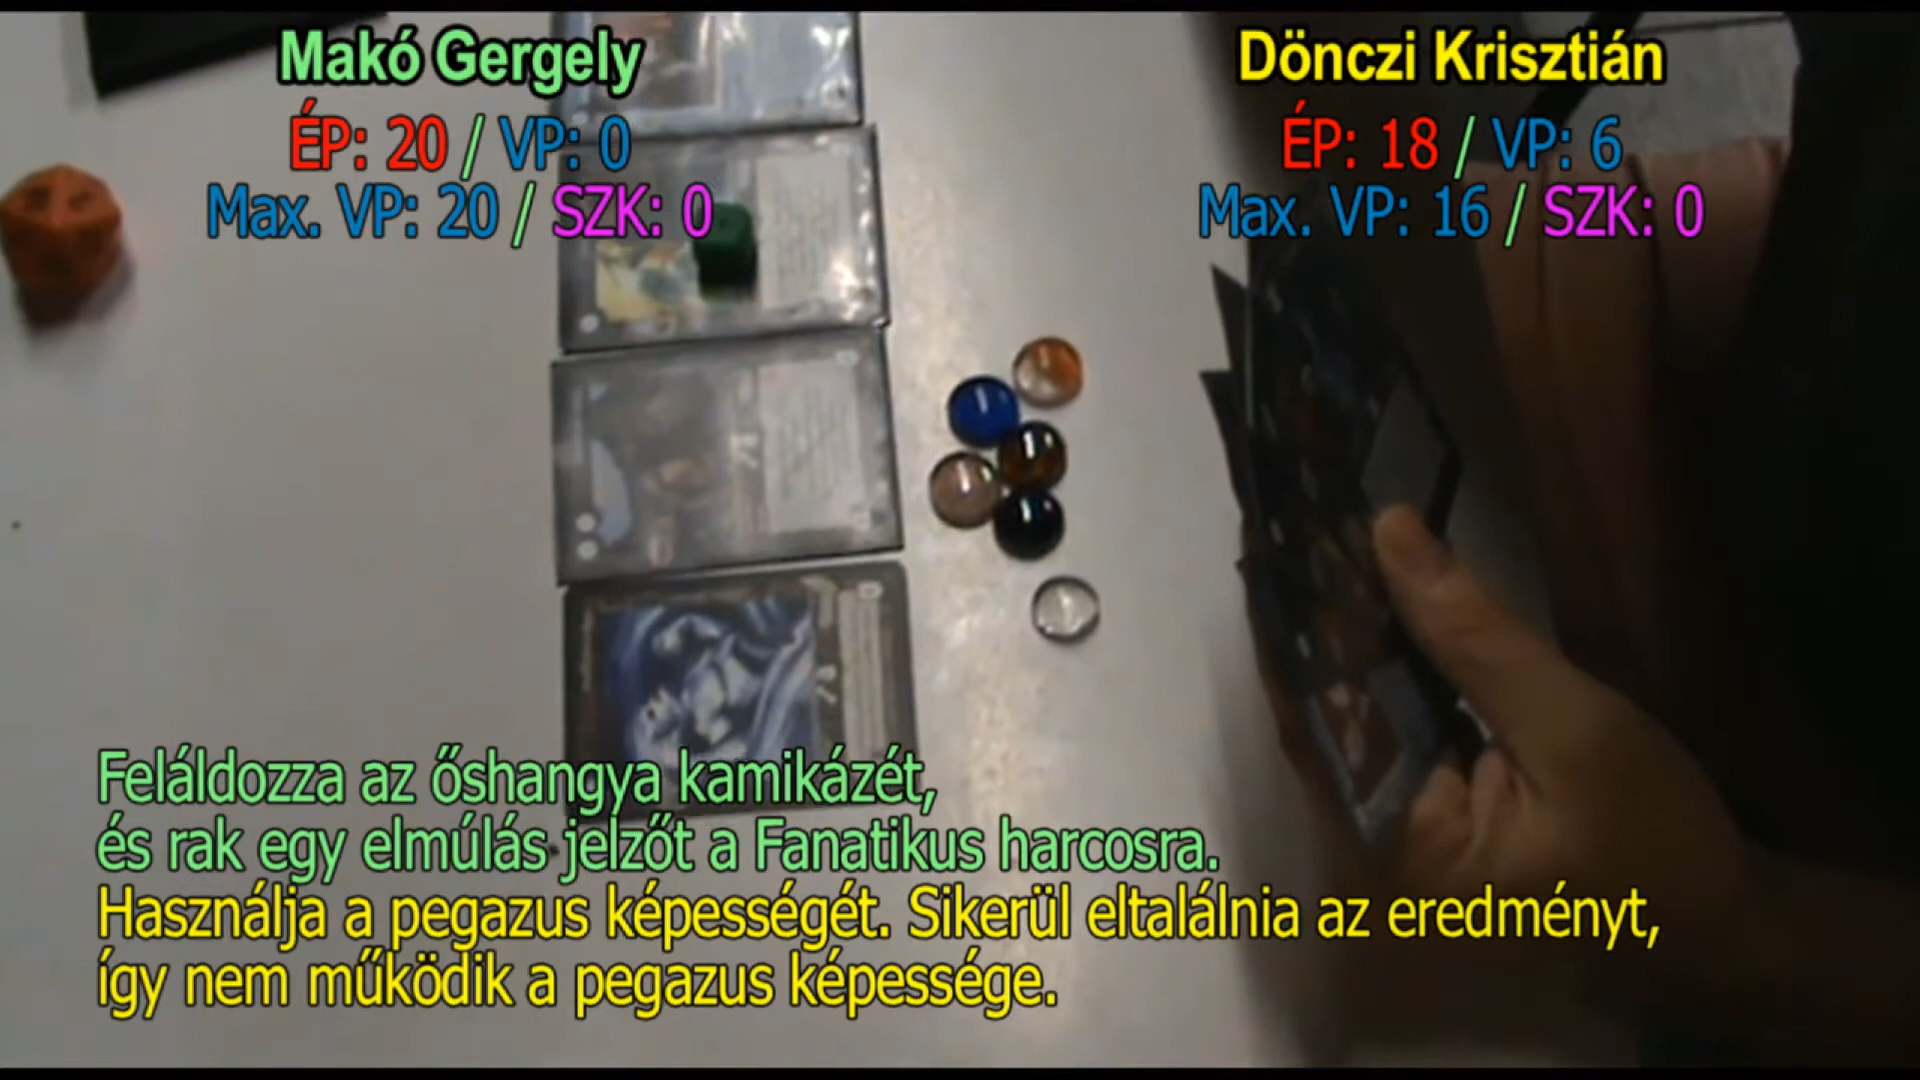 Makó Gergely
ÉP: 20 / VP: 0
Max. VP: 20 / SZK: 0
Dönczi Krisztián
ÉP: 18 / VP: 6
Max. VP: 16 / SZK: 0
Feláldozza az őshangya kamikázét,
és rak egy elmúlás jelzőt a Fanatikus harcosra.
Használja a pegazus képességét. Sikerül eltalálnia az eredményt,
így nem működik a pegazus képessége.